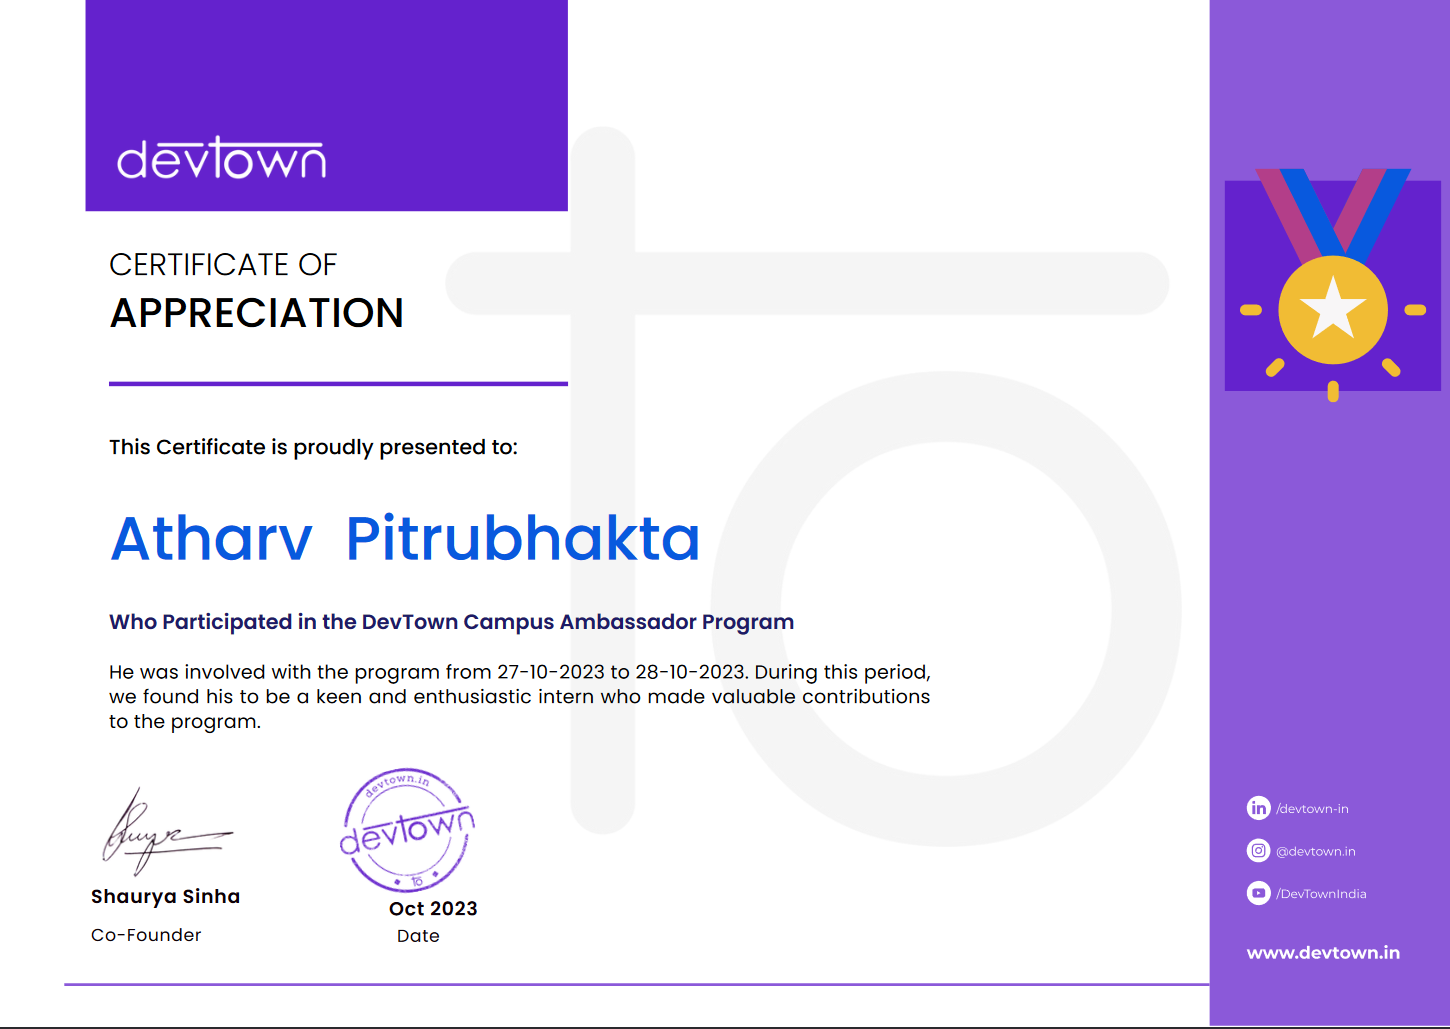 devtown
CERTIFICATE OF
APPRECIATION
This Certificate is proudly presented to:
Atharv Pitrubhakta
Who Participated in the DevTown Campus Ambassador Program
He was involved with the program from 27-10-2023 to 28-10-2023. During this period,
we found his to be a keen and enthusiastic intern who made valuable contributions
to the program.
devtown.in
devtown
to
Shaurya Sinha
Co-Founder
Oct 2023
Date
/devtown-in
@devtown.in
/DevTownIndia
www.devtown.in